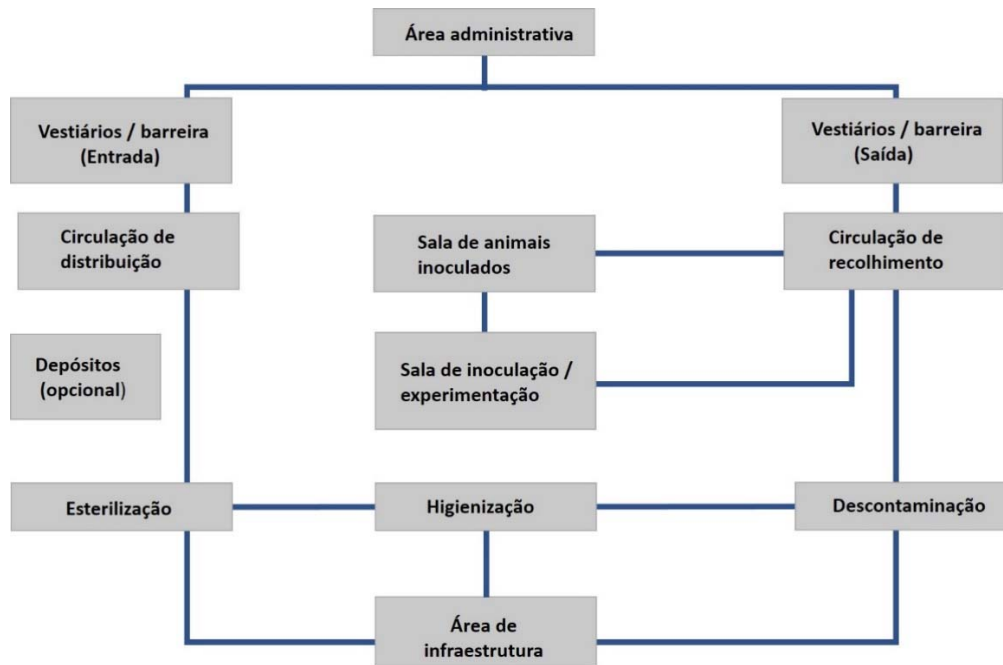 Área administrativa
Vestiários / barreira
(Entrada)
Vestiários / barreira
(Saída)
Circulação de
distribuição
Sala de animais
inoculados
Circulação de
recolhimento
Depósitos
(opcional)
Sala de inoculação /
experimentação
Esterilização
Higienização
Descontaminação
Área de
infraestrutura